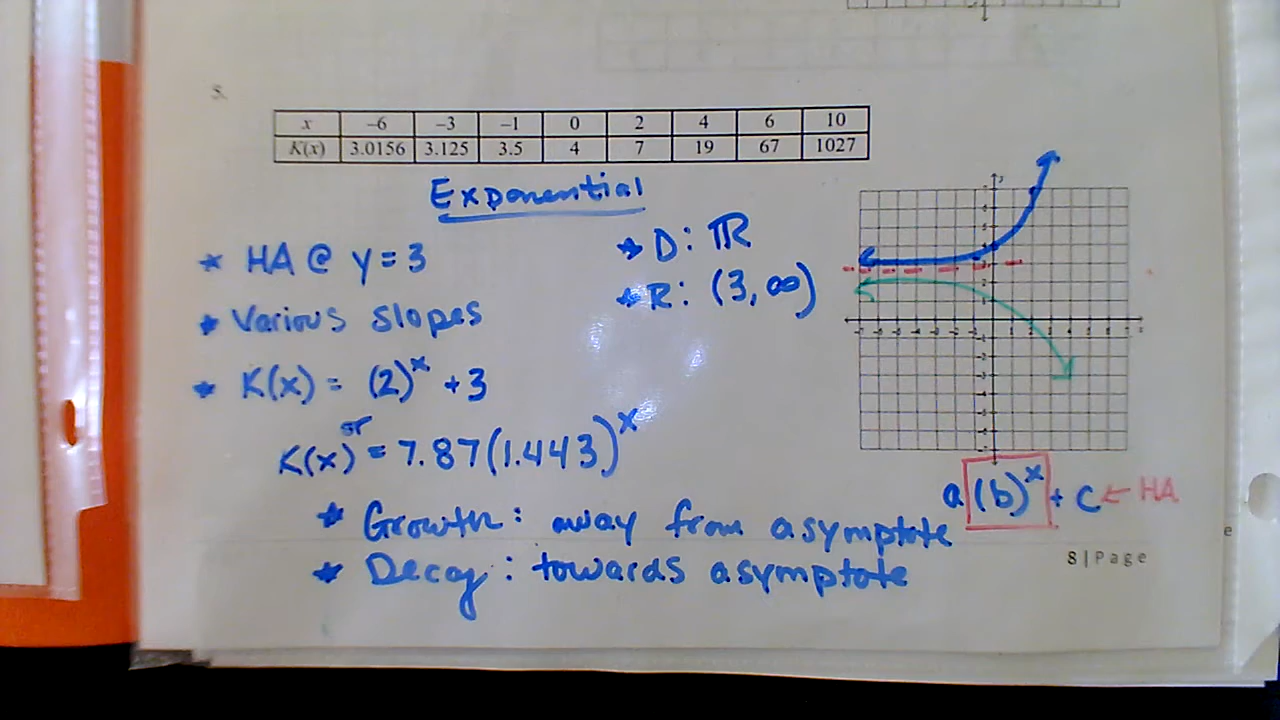 5.
x –6 –3 –1 0 2 4 6 10
K(x) 3.0156 3.125 3.5 4 7 19 67 1027
Exponential
* HA @ y = 3
* Various slopes
* K(x) = (2)^x + 3
or
K(x) = 7.87(1.443)^x
* D: ℝ
* R: (3, ∞)
* Growth: away from asymptote
* Decay: towards asymptote
a(b)^x + c ← HA
8 | Page
e